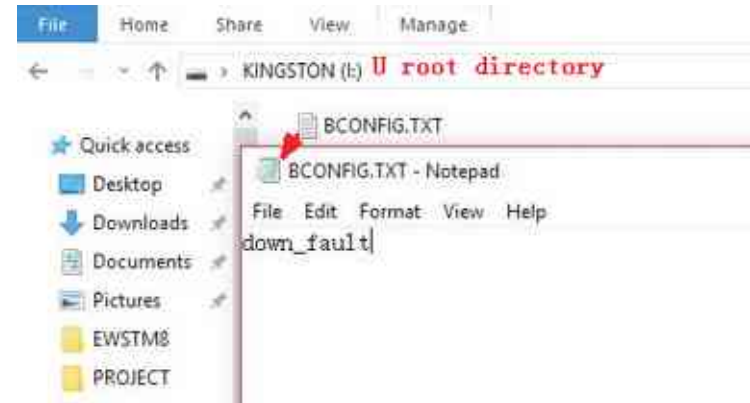 File Home Share View Manage
KINGSTON (I:) U root directory
BCONFIG.TXT
Quick access
BCONFIG.TXT - Notepad
Desktop
File Edit Format View Help
Downloads
down_fault
Documents
Pictures
EWSTM8
PROJECT